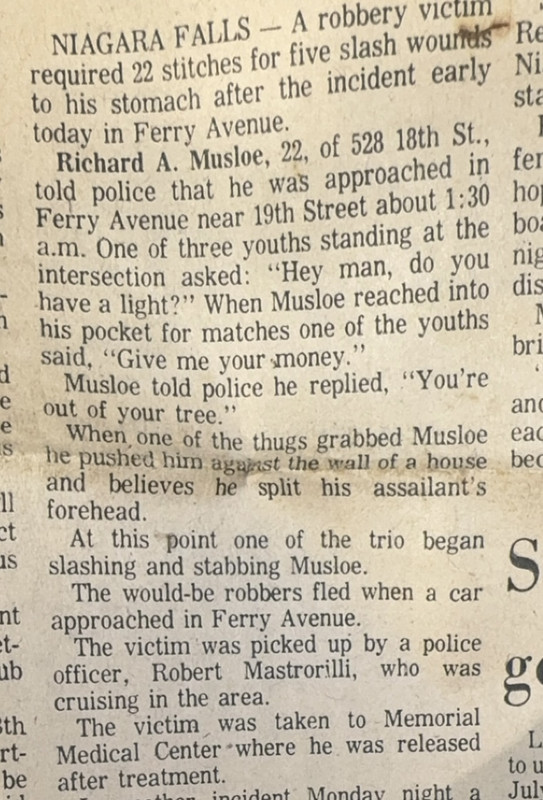 NIAGARA FALLS — A robbery victim
required 22 stitches for five slash wounds
to his stomach after the incident early
today in Ferry Avenue.
Richard A. Musloe, 22, of 528 18th St.,
told police that he was approached in
Ferry Avenue near 19th Street about 1:30
a.m. One of three youths standing at the
intersection asked: “Hey man, do you
have a light?” When Musloe reached into
his pocket for matches one of the youths
said, “Give me your money.”
Musloe told police he replied, “You’re
out of your tree.”
When one of the thugs grabbed Musloe
he pushed him against the wall of a house
and believes he split his assailant’s
forehead.
At this point one of the trio began
slashing and stabbing Musloe.
The would-be robbers fled when a car
approached in Ferry Avenue.
The victim was picked up by a police
officer, Robert Mastrorilli, who was
cruising in the area.
The victim was taken to Memorial
Medical Center where he was released
after treatment.
incident Monday night a